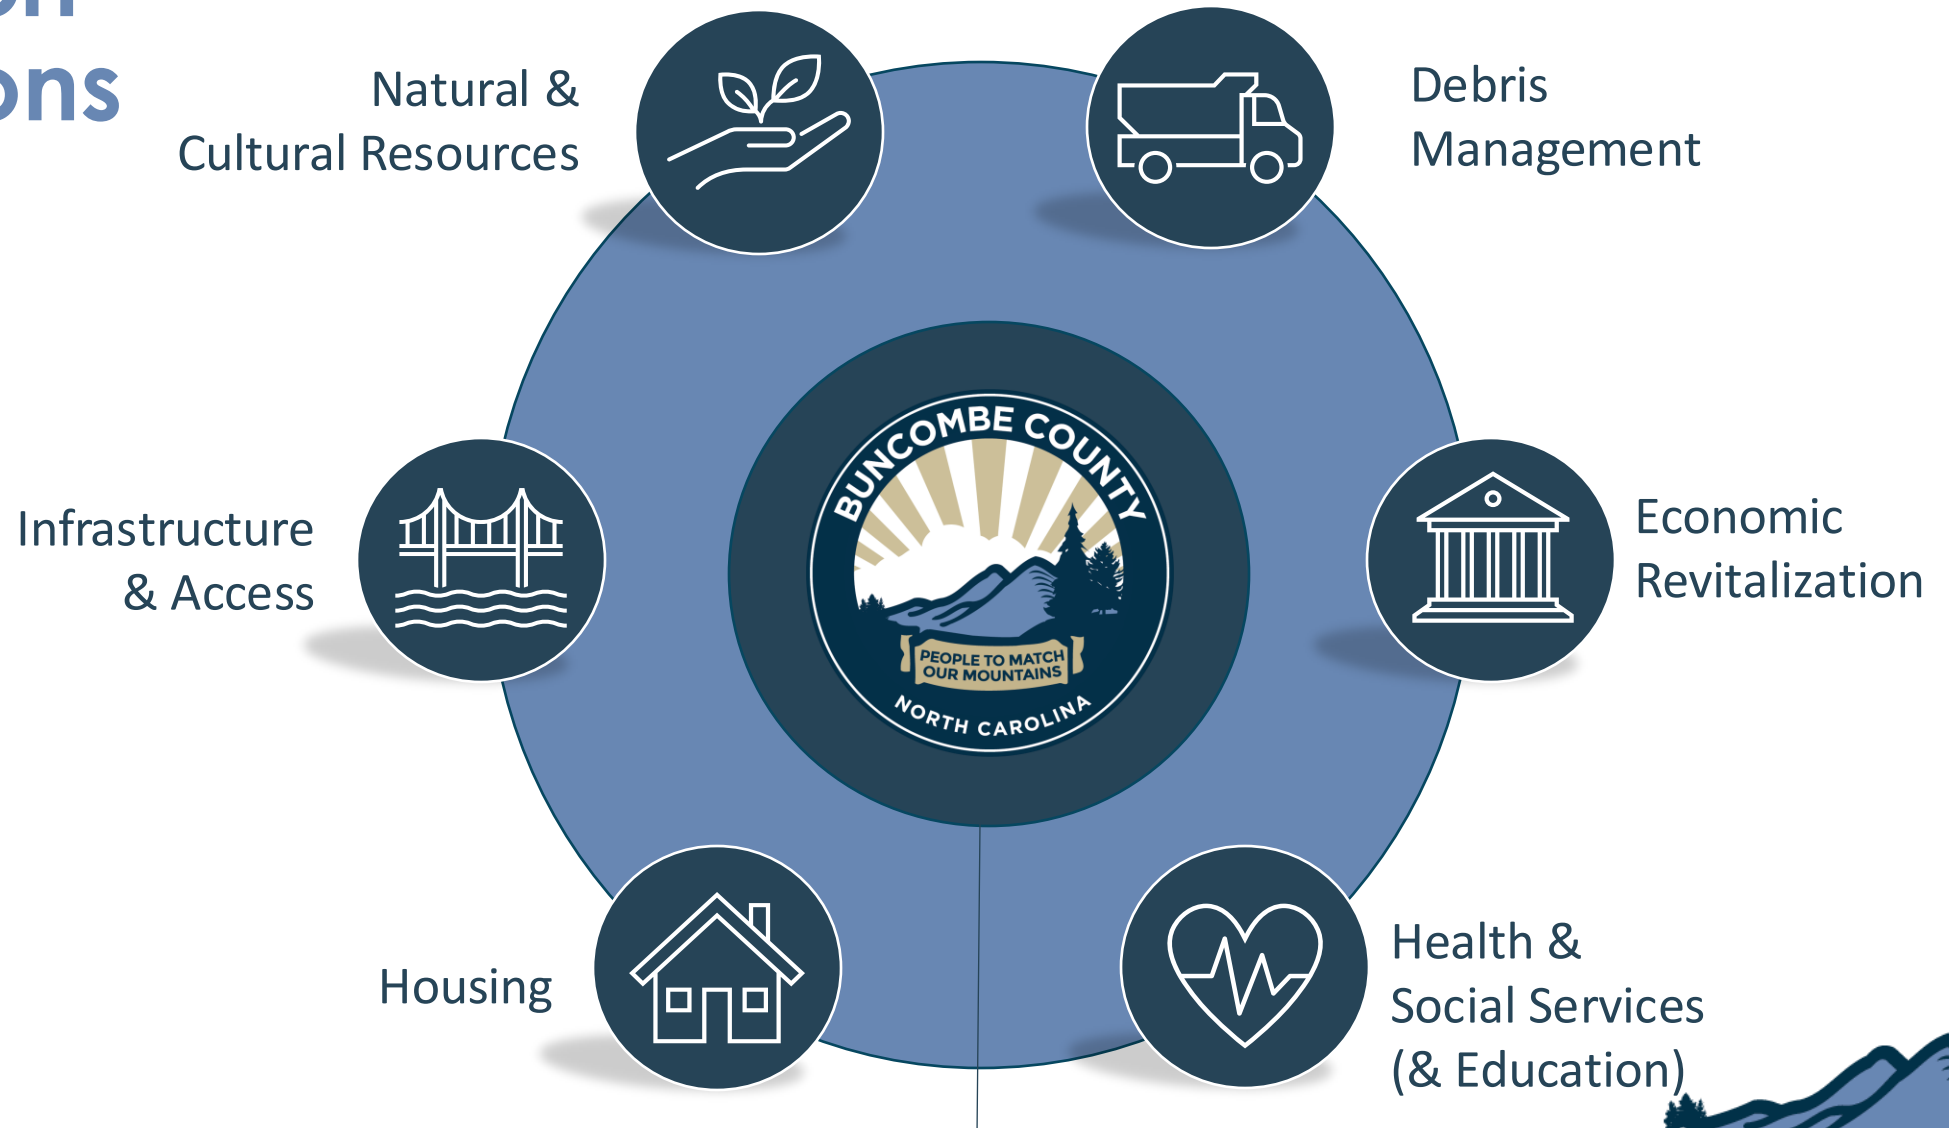 ons
Natural &
Cultural Resources
Debris
Management
Infrastructure
& Access
BUNCOMBE COUNTY
PEOPLE TO MATCH
OUR MOUNTAINS
NORTH CAROLINA
Economic
Revitalization
Housing
Health &
Social Services
(& Education)